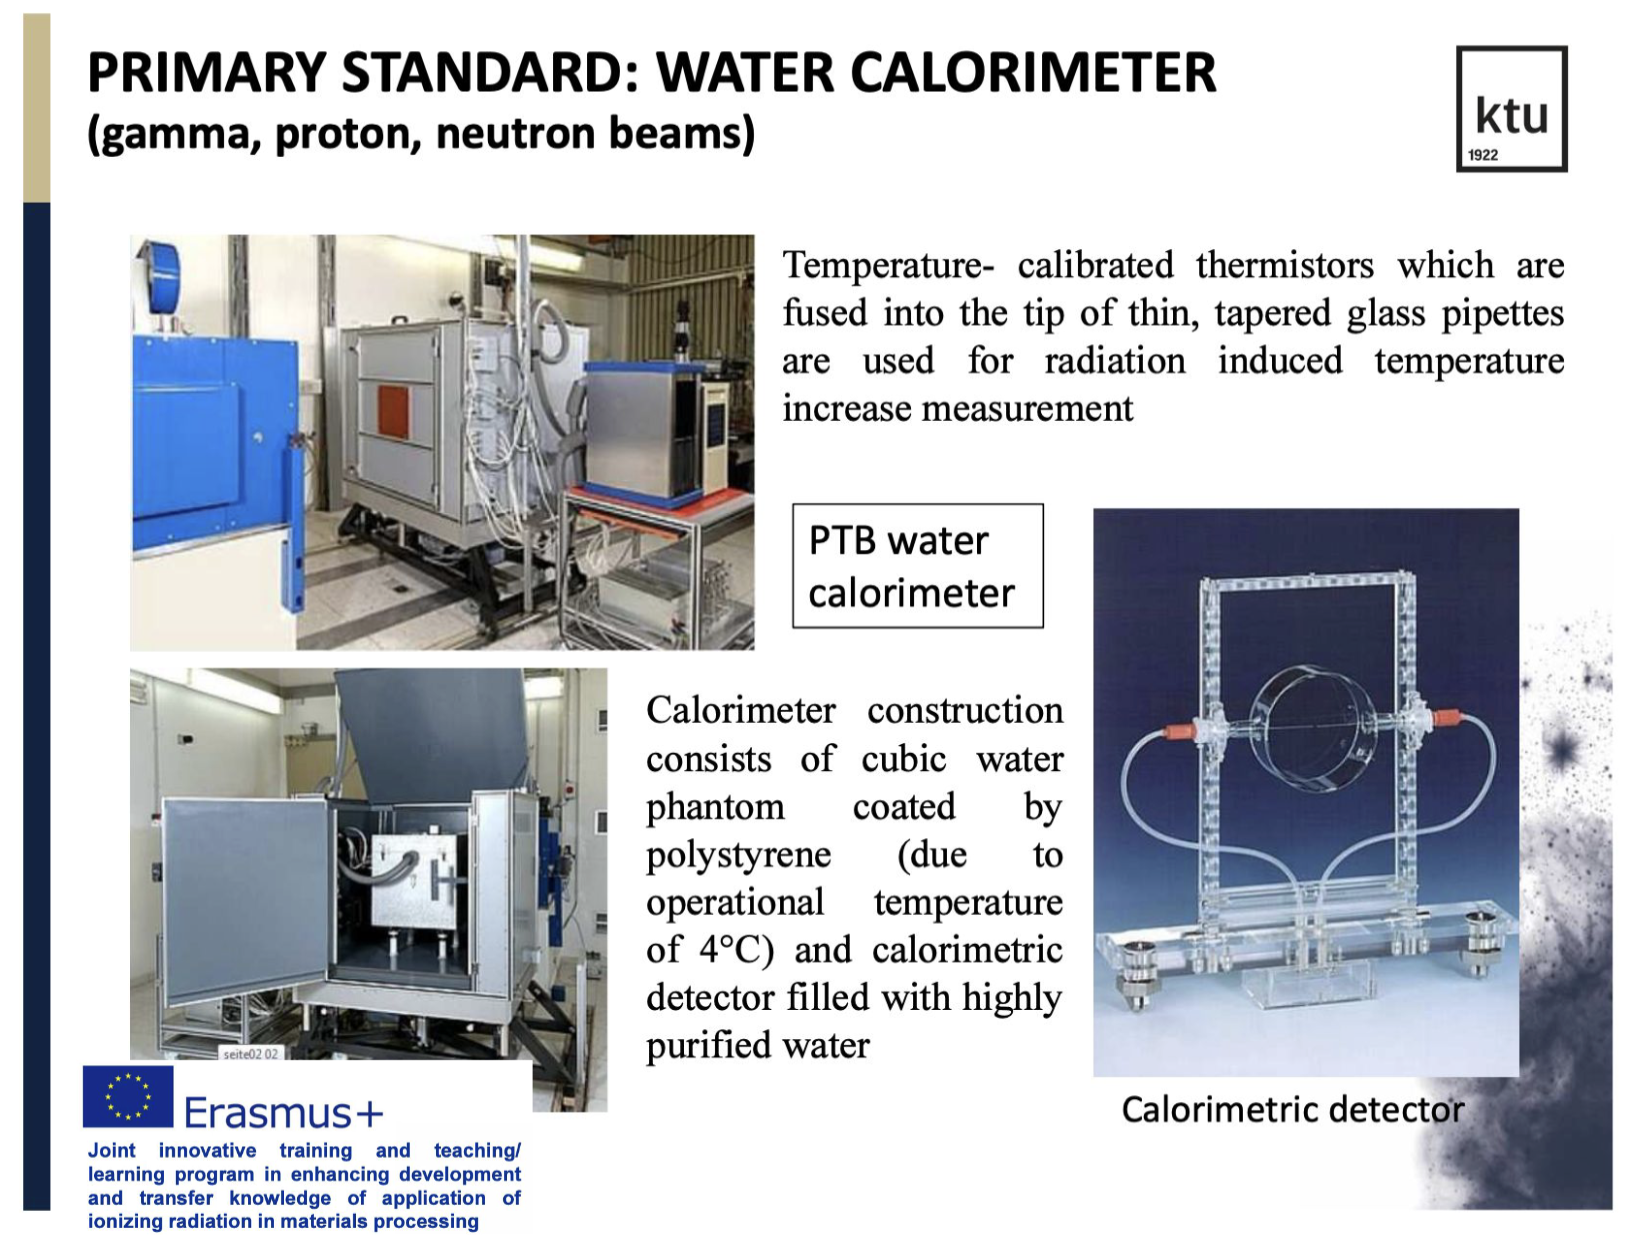 PRIMARY STANDARD: WATER CALORIMETER
(gamma, proton, neutron beams)
ktu
1922
Temperature- calibrated thermistors which are
fused into the tip of thin, tapered glass pipettes
are used for radiation induced temperature
increase measurement
PTB water
calorimeter
Calorimeter construction
consists of cubic water
phantom coated by
polystyrene (due to
operational temperature
of 4°C) and calorimetric
detector filled with highly
purified water
seite02 02
Calorimetric detector
Erasmus+
Joint innovative training and teaching/
learning program in enhancing development
and transfer knowledge of application of
ionizing radiation in materials processing